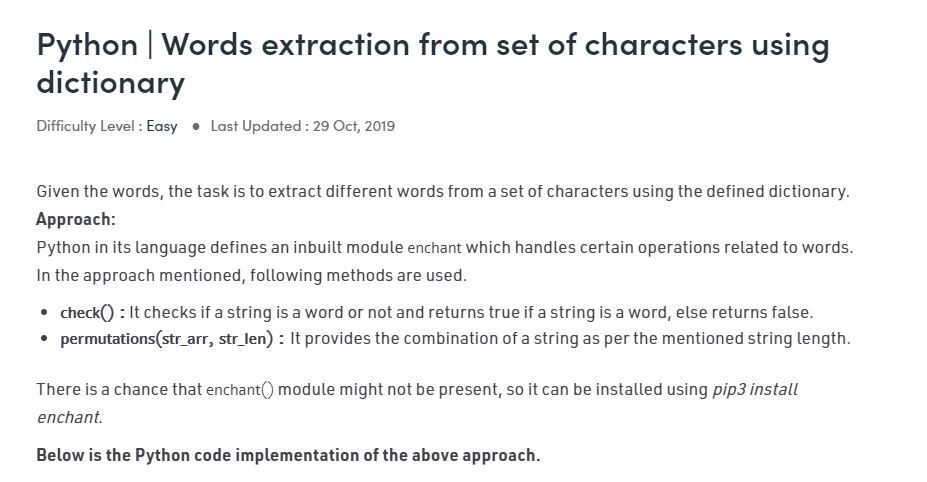 Python | Words extraction from set of characters using
dictionary
Difficulty Level : Easy ● Last Updated : 29 Oct, 2019
Given the words, the task is to extract different words from a set of characters using the defined dictionary.
Approach:
Python in its language defines an inbuilt module enchant which handles certain operations related to words.
In the approach mentioned, following methods are used.
• check() : It checks if a string is a word or not and returns true if a string is a word, else returns false.
• permutations(str_arr, str_len) : It provides the combination of a string as per the mentioned string length.
There is a chance that enchant() module might not be present, so it can be installed using pip3 install
enchant.
Below is the Python code implementation of the above approach.